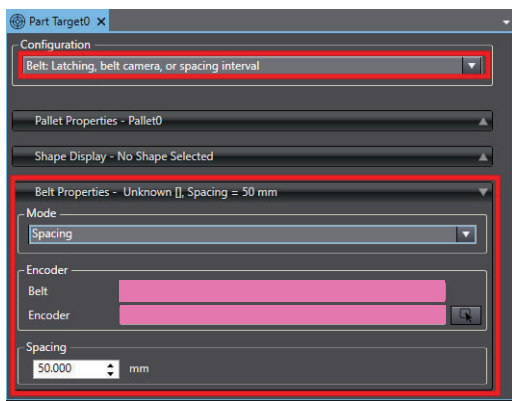 Part Target0
Configuration
Belt: Latching, belt camera, or spacing interval
Pallet Properties - Pallet0
Shape Display - No Shape Selected
Belt Properties - Unknown [], Spacing = 50 mm
Mode
Spacing
Encoder
Belt
Encoder
Spacing
50.000 mm